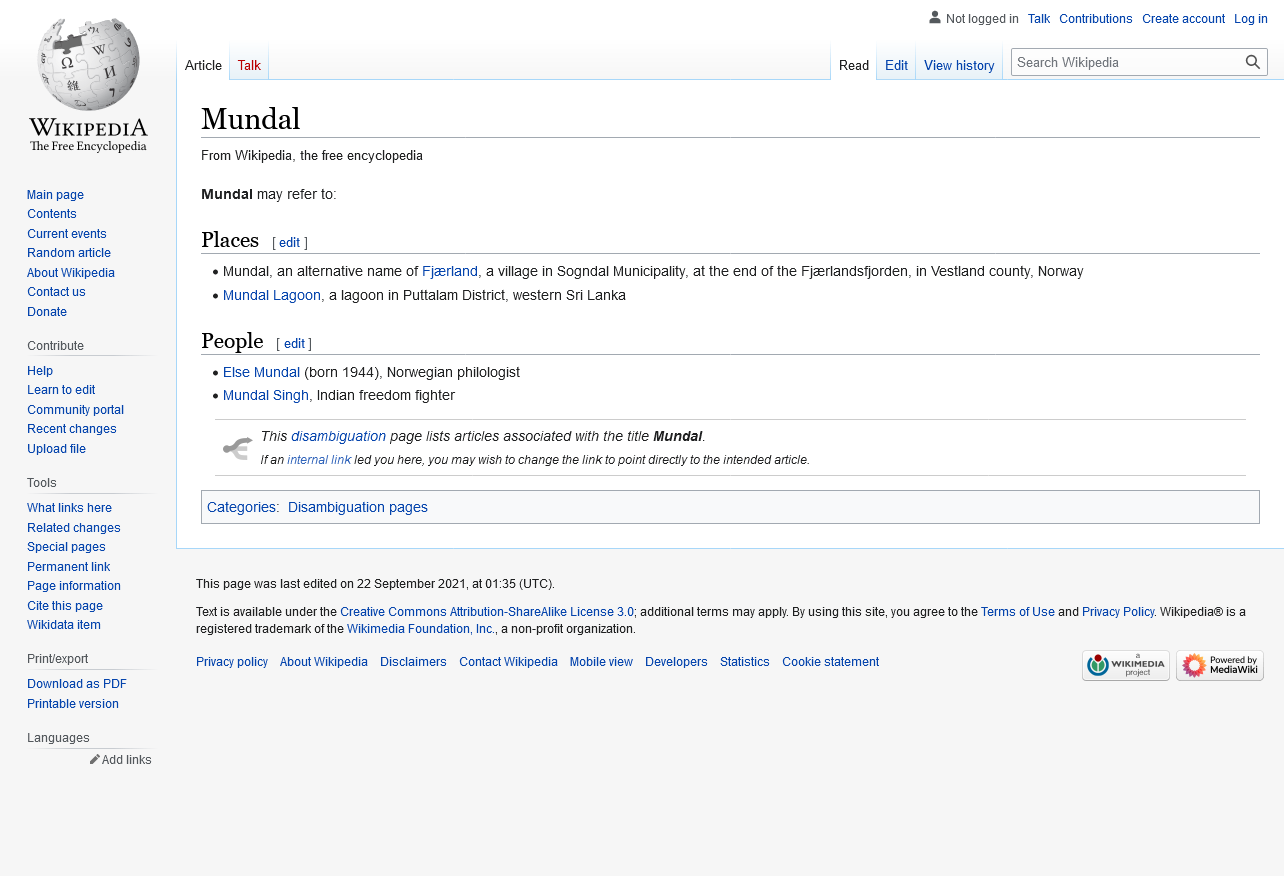 Not logged in Talk Contributions Create account Log in
Article Talk Read Edit View history Search Wikipedia
WIKIPEDIA
The Free Encyclopedia
Main page
Contents
Current events
Random article
About Wikipedia
Contact us
Donate
Contribute
Help
Learn to edit
Community portal
Recent changes
Upload file
Tools
What links here
Related changes
Special pages
Permanent link
Page information
Cite this page
Wikidata item
Print/export
Download as PDF
Printable version
Languages
Add links
Mundal
From Wikipedia, the free encyclopedia
Mundal may refer to:
Places [ edit ]
• Mundal, an alternative name of Fjærland, a village in Sogndal Municipality, at the end of the Fjærlandsfjorden, in Vestland county, Norway
• Mundal Lagoon, a lagoon in Puttalam District, western Sri Lanka
People [ edit ]
• Else Mundal (born 1944), Norwegian philologist
• Mundal Singh, Indian freedom fighter
This disambiguation page lists articles associated with the title Mundal.
If an internal link led you here, you may wish to change the link to point directly to the intended article.
Categories: Disambiguation pages
This page was last edited on 22 September 2021, at 01:35 (UTC).
Text is available under the Creative Commons Attribution-ShareAlike License 3.0; additional terms may apply. By using this site, you agree to the Terms of Use and Privacy Policy. Wikipedia® is a
registered trademark of the Wikimedia Foundation, Inc., a non-profit organization.
Privacy policy About Wikipedia Disclaimers Contact Wikipedia Mobile view Developers Statistics Cookie statement
a
WIKIMEDIA
project
Powered by
MediaWiki